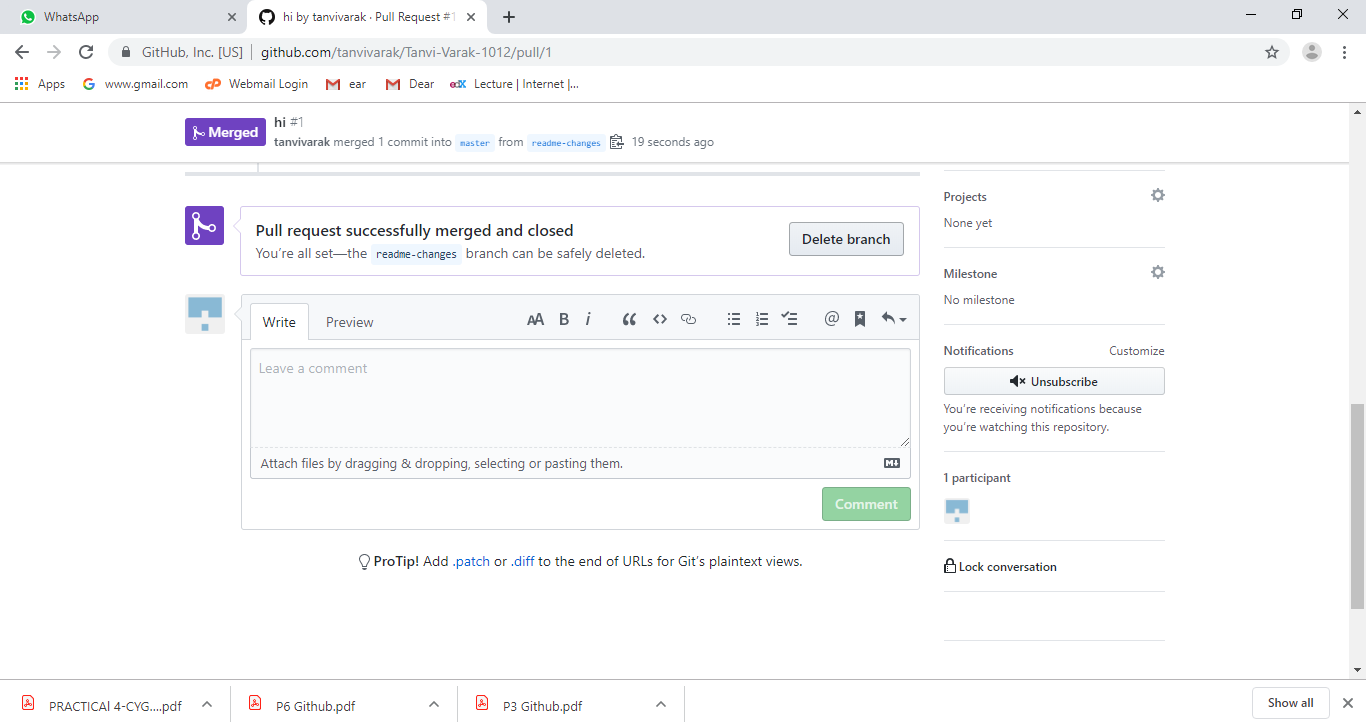 WhatsApp
hi by tanvivarak · Pull Request #1
GitHub, Inc. [US] github.com/tanvivarak/Tanvi-Varak-1012/pull/1
Apps www.gmail.com Webmail Login ear Dear edX Lecture | Internet |...
Merged
hi #1
tanvivarak merged 1 commit into master from readme-changes 19 seconds ago
Pull request successfully merged and closed
You're all set—the readme-changes branch can be safely deleted.
Delete branch
Write Preview
AA B i
Leave a comment
Attach files by dragging & dropping, selecting or pasting them.
Comment
ProTip! Add .patch or .diff to the end of URLs for Git's plaintext views.
Projects
None yet
Milestone
No milestone
Notifications Customize
Unsubscribe
You're receiving notifications because
you're watching this repository.
1 participant
Lock conversation
PRACTICAl 4-CYG....pdf P6 Github.pdf P3 Github.pdf Show all